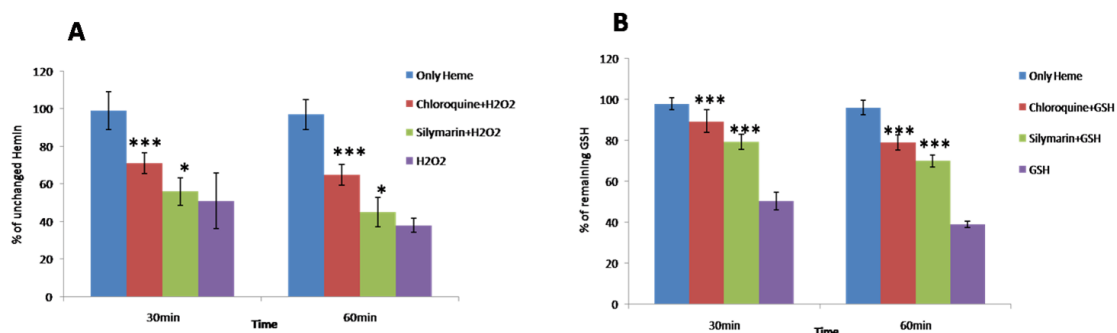 A
% of unchanged Hemin
120
100
80
60
40
20
0
***
*
***
*
30min
60min
Time
Only Heme
Chloroquine+H2O2
Silymarin+H2O2
H2O2
B
% of remaining GSH
120
100
80
60
40
20
0
***
***
***
***
30min
60min
Time
Only Heme
Chloroquine+GSH
Silymarin+GSH
GSH